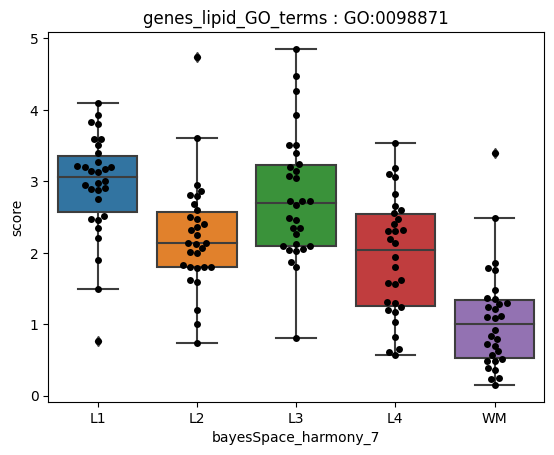 genes_lipid_GO_terms : GO:0098871
5
4
3
2
1
0
score
L1 L2 L3 L4 WM
bayesSpace_harmony_7